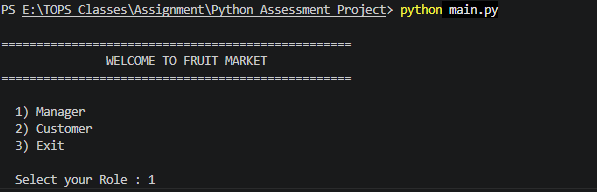 PS E:\TOPS Classes\Assignment\Python Assessment Project> python main.py
==================================================
WELCOME TO FRUIT MARKET
==================================================
1) Manager
2) Customer
3) Exit
Select your Role : 1